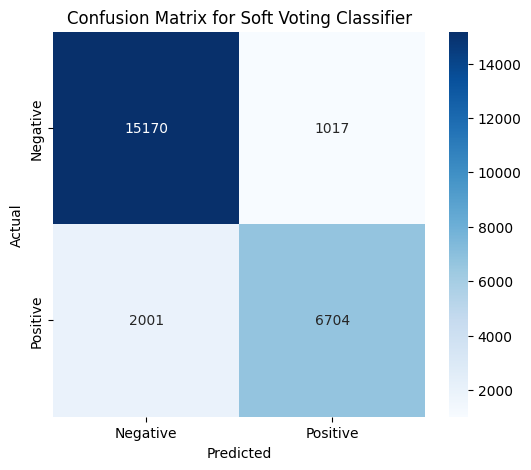 Confusion Matrix for Soft Voting Classifier
Negative
15170
1017
Actual
Positive
2001
6704
Negative
Positive
Predicted
14000
12000
10000
8000
6000
4000
2000